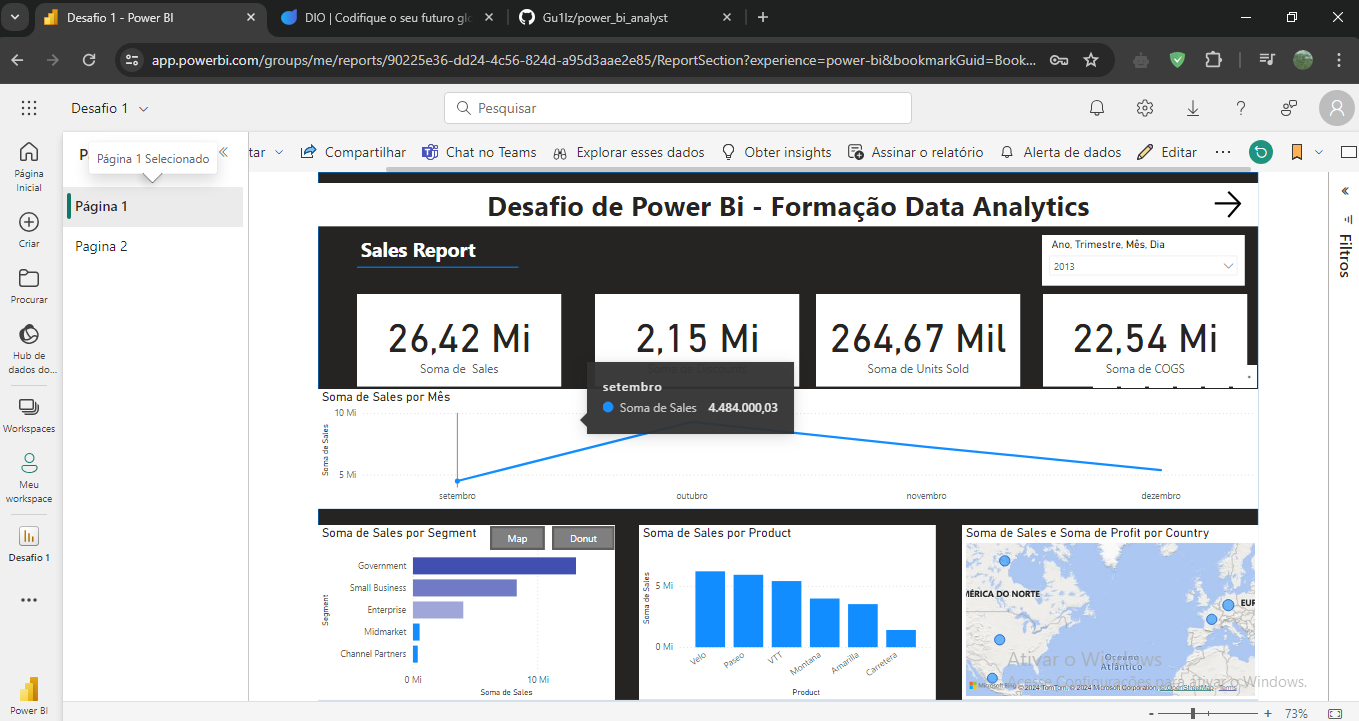 Desafio 1 - Power BI
DIO | Codifique o seu futuro glo
Gu1lz/power_bi_analyst
app.powerbi.com/groups/me/reports/90225e36-dd24-4c56-824d-a95d3aae2e85/ReportSection?experience=power-bi&bookmarkGuid=Book...
Desafio 1
Pesquisar
Página 1 Selecionado
tar
Compartilhar
Chat no Teams
Explorar esses dados
Obter insights
Assinar o relatório
Alerta de dados
Editar
Página Inicial
Criar
Procurar
Hub de dados do...
Workspaces
Meu workspace
Desafio 1
Power BI
Página 1
Pagina 2
Filtros
Desafio de Power Bi - Formação Data Analytics
Sales Report
Ano, Trimestre, Mês, Dia
2013
26,42 Mi
Soma de Sales
2,15 Mi
Soma de Discounts
264,67 Mil
Soma de Units Sold
22,54 Mi
Soma de COGS
setembro
Soma de Sales 4.484.000,03
Soma de Sales por Mês
Soma de Sales
10 Mi
5 Mi
setembro
outubro
novembro
dezembro
Soma de Sales por Segment
Map
Donut
Segment
Government
Small Business
Enterprise
Midmarket
Channel Partners
0 Mi
10 Mi
Soma de Sales
Soma de Sales por Product
Soma de Sales
5 Mi
0 Mi
Velo
Paseo
VTT
Montana
Amarilla
Carretera
Product
Soma de Sales e Soma de Profit por Country
MÉRICA DO NORTE
EUR
Oceano
Atlântico
Microsoft Bing
© 2024 TomTom, © 2024 Microsoft Corporation, © OpenStreetMap Terms
Ativar o Windows
Acesse Configurações para ativar o Windows.
- + 73%